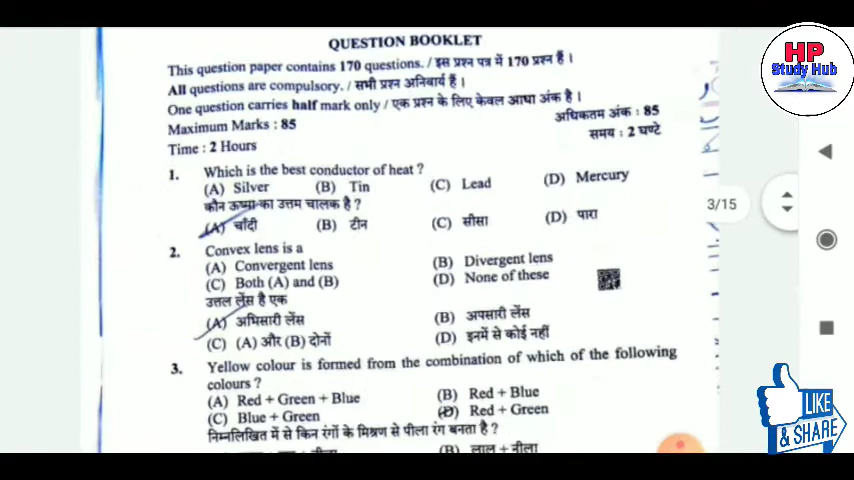 QUESTION BOOKLET
This question paper contains 170 questions. / इस प्रश्न पत्र में 170 प्रश्न हैं ।
All questions are compulsory. / सभी प्रश्न अनिवार्य हैं ।
One question carries half mark only / एक प्रश्न के लिए केवल आधा अंक है ।
Maximum Marks : 85 अधिकतम अंक : 85
Time : 2 Hours समय : 2 घण्टे
1. Which is the best conductor of heat ?
(A) Silver (B) Tin (C) Lead (D) Mercury
कौन ऊष्मा का उत्तम चालक है ?
(A) चाँदी (B) टीन (C) सीसा (D) पारा
2. Convex lens is a
(A) Convergent lens (B) Divergent lens
(C) Both (A) and (B) (D) None of these
उत्तल लेंस है एक
(A) अभिसारी लेंस (B) अपसारी लेंस
(C) (A) और (B) दोनों (D) इनमें से कोई नहीं
3. Yellow colour is formed from the combination of which of the following
colours ?
(A) Red + Green + Blue (B) Red + Blue
(C) Blue + Green (D) Red + Green
निम्नलिखित में से किन रंगों के मिश्रण से पीला रंग बनता है ?
(B) लाल + नीला
HP
Study Hub
3/15
LIKE
& SHARE